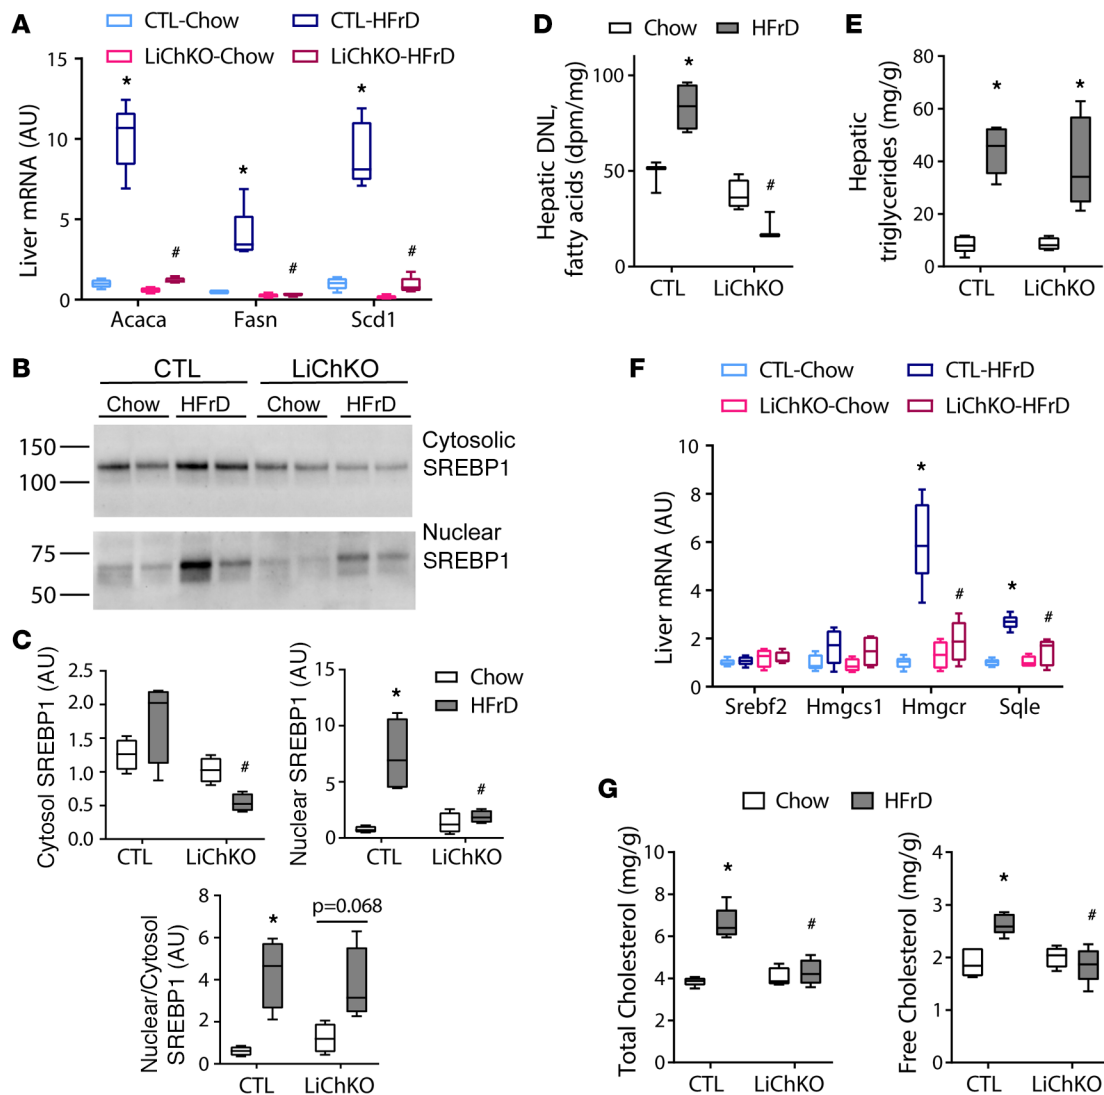 A
CTL-Chow
CTL-HFrD
LiChKO-Chow
LiChKO-HFrD
Liver mRNA (AU)
15
10
5
0
*
#
*
#
*
#
Acaca
Fasn
Scd1
B
CTL
LiChKO
Chow
HFrD
Chow
HFrD
150
100
Cytosolic
SREBP1
75
50
Nuclear
SREBP1
C
Cytosol SREBP1 (AU)
2.5
2.0
1.5
1.0
0.5
0.0
#
CTL
LiChKO
Nuclear SREBP1 (AU)
15
10
5
0
*
#
Chow
HFrD
CTL
LiChKO
Nuclear/Cytosol
SREBP1 (AU)
8
6
4
2
0
*
p=0.068
CTL
LiChKO
D
Chow
HFrD
Hepatic DNL,
fatty acids (dpm/mg)
100
50
0
*
#
CTL
LiChKO
E
Hepatic
triglycerides (mg/g)
80
60
40
20
0
*
*
CTL
LiChKO
F
CTL-Chow
CTL-HFrD
LiChKO-Chow
LiChKO-HFrD
Liver mRNA (AU)
10
8
6
4
2
0
*
#
*
#
Srebf2
Hmgcs1
Hmgcr
Sqle
G
Chow
HFrD
Total Cholesterol (mg/g)
10
8
6
4
2
0
*
#
CTL
LiChKO
Free Cholesterol (mg/g)
4
3
2
1
0
*
#
CTL
LiChKO